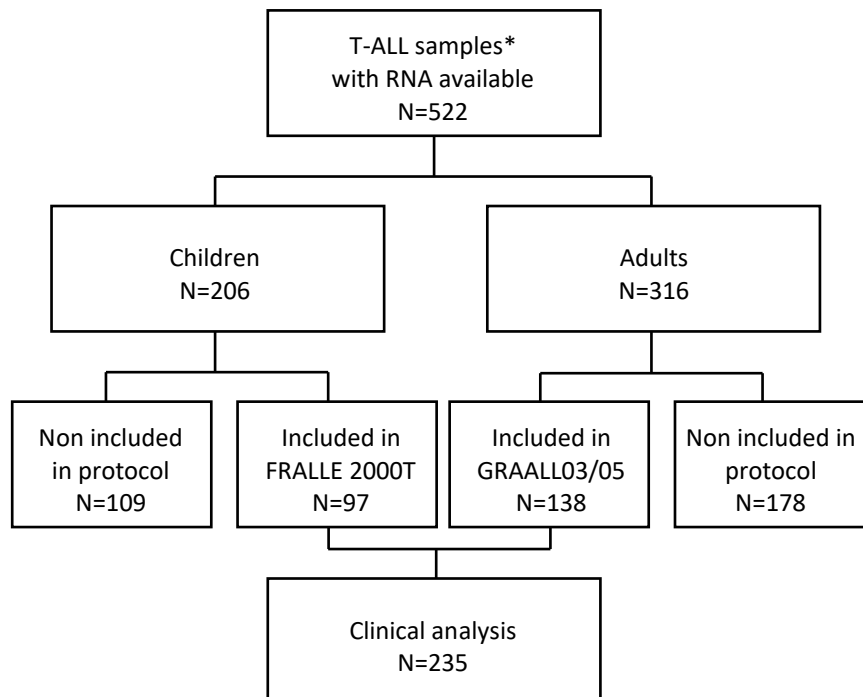 T-ALL samples*
with RNA available
N=522
Children
N=206
Adults
N=316
Non included
in protocol
N=109
Included in
FRALLE 2000T
N=97
Included in
GRAALL03/05
N=138
Non included in
protocol
N=178
Clinical analysis
N=235